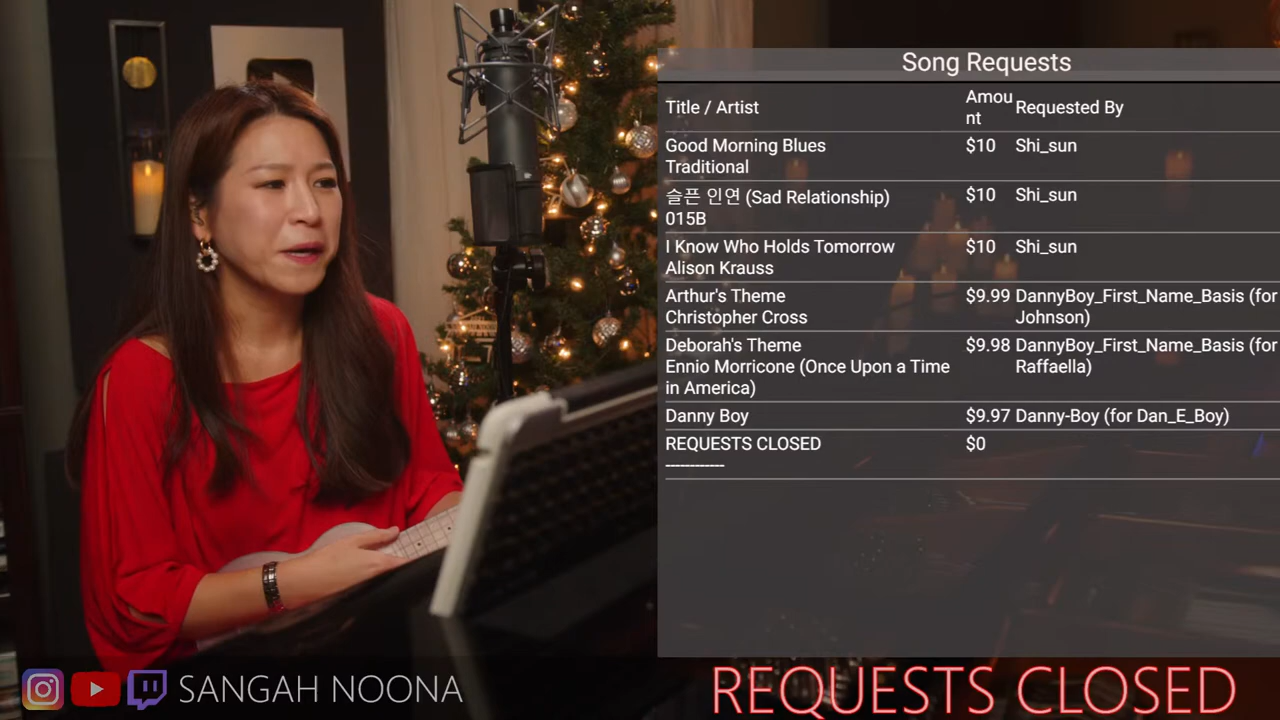 Song Requests
Title / Artist
Amou
nt
Requested By
Good Morning Blues
Traditional
$10
Shi_sun
슬픈 인연 (Sad Relationship)
015B
$10
Shi_sun
I Know Who Holds Tomorrow
Alison Krauss
$10
Shi_sun
Arthur's Theme
Christopher Cross
$9.99
DannyBoy_First_Name_Basis (for
Johnson)
Deborah's Theme
Ennio Morricone (Once Upon a Time
in America)
$9.98
DannyBoy_First_Name_Basis (for
Raffaella)
Danny Boy
$9.97
Danny-Boy (for Dan_E_Boy)
REQUESTS CLOSED
------------
$0
SANGAH NOONA
REQUESTS CLOSED